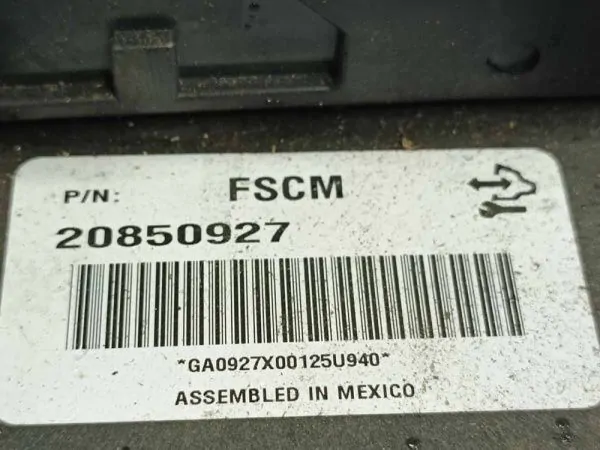 P/N: FSCM
20850927
*GA0927X00125U940*
ASSEMBLED IN MEXICO